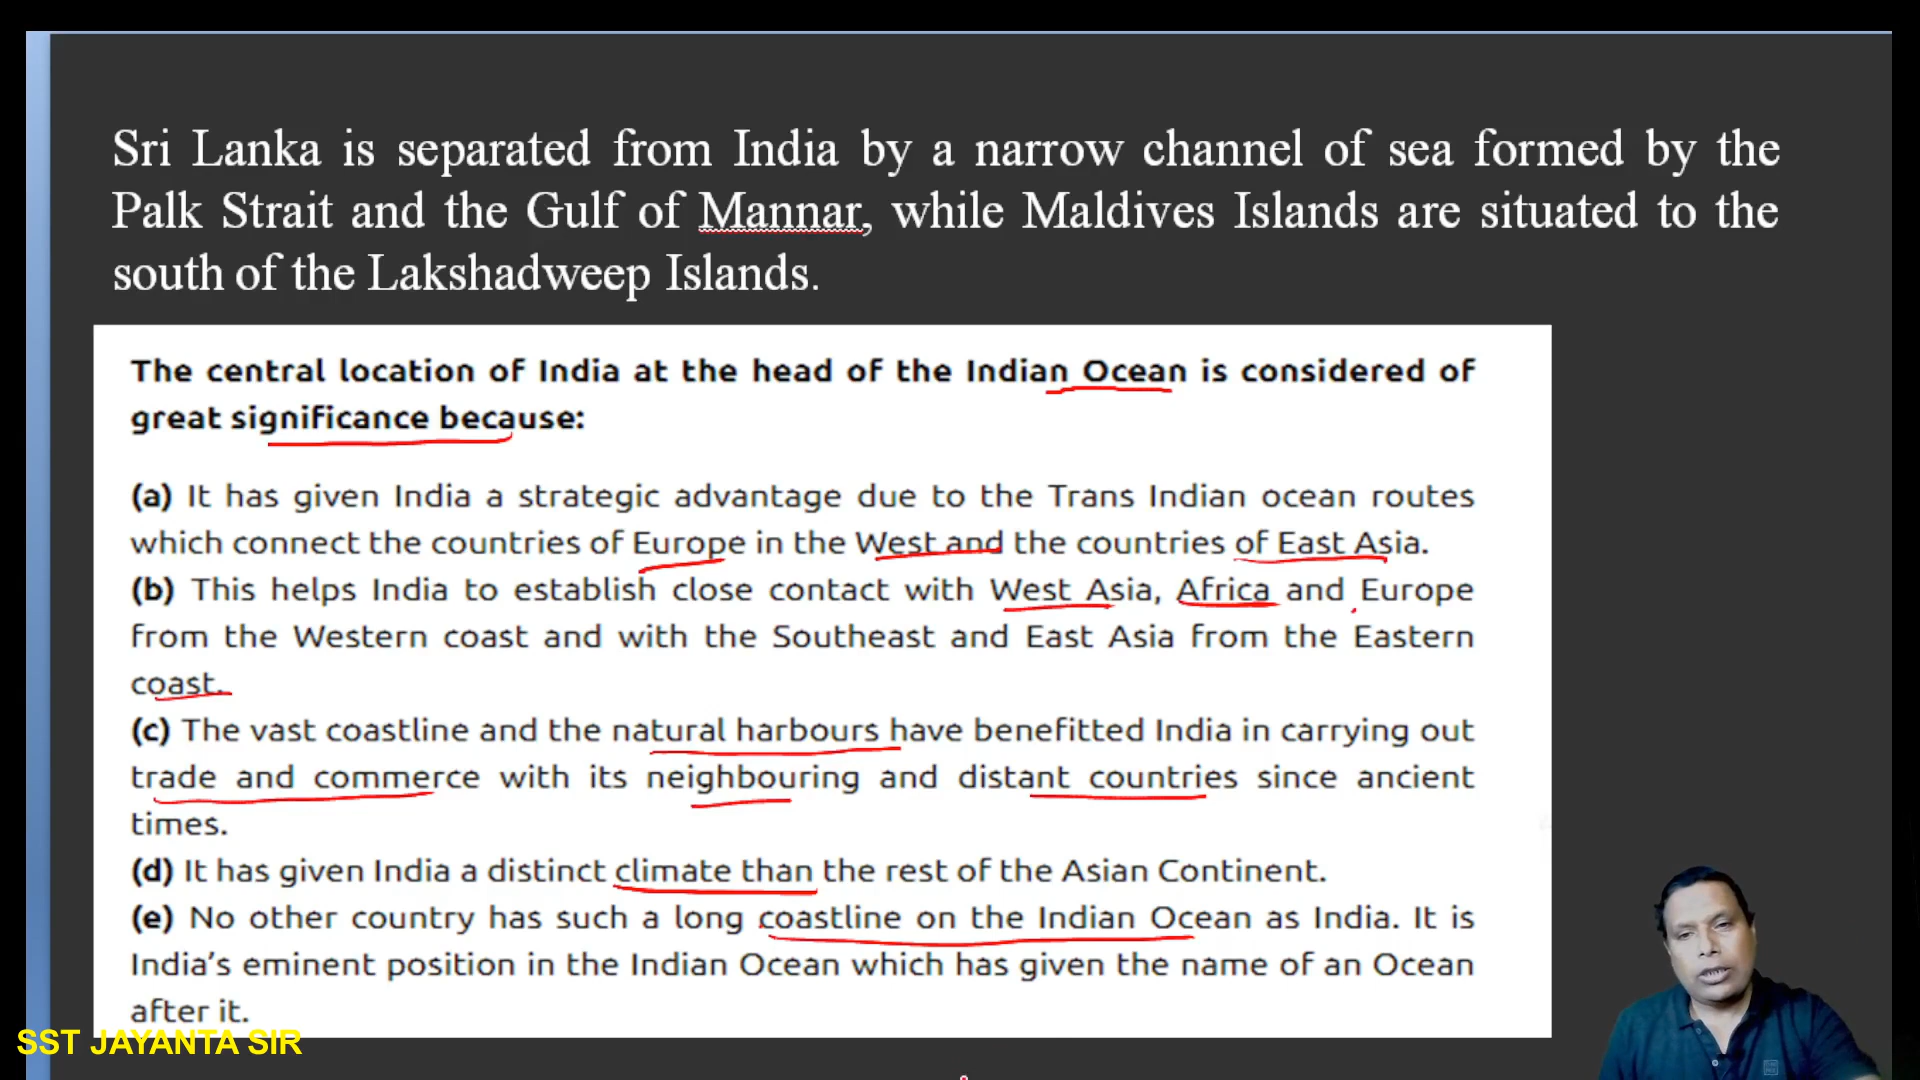 Sri Lanka is separated from India by a narrow channel of sea formed by the
Palk Strait and the Gulf of Mannar, while Maldives Islands are situated to the
south of the Lakshadweep Islands.
The central location of India at the head of the Indian Ocean is considered of
great significance because:
(a) It has given India a strategic advantage due to the Trans Indian ocean routes
which connect the countries of Europe in the West and the countries of East Asia.
(b) This helps India to establish close contact with West Asia, Africa and Europe
from the Western coast and with the Southeast and East Asia from the Eastern
coast.
(c) The vast coastline and the natural harbours have benefitted India in carrying out
trade and commerce with its neighbouring and distant countries since ancient
times.
(d) It has given India a distinct climate than the rest of the Asian Continent.
(e) No other country has such a long coastline on the Indian Ocean as India. It is
India’s eminent position in the Indian Ocean which has given the name of an Ocean
after it.
SST JAYANTA SIR